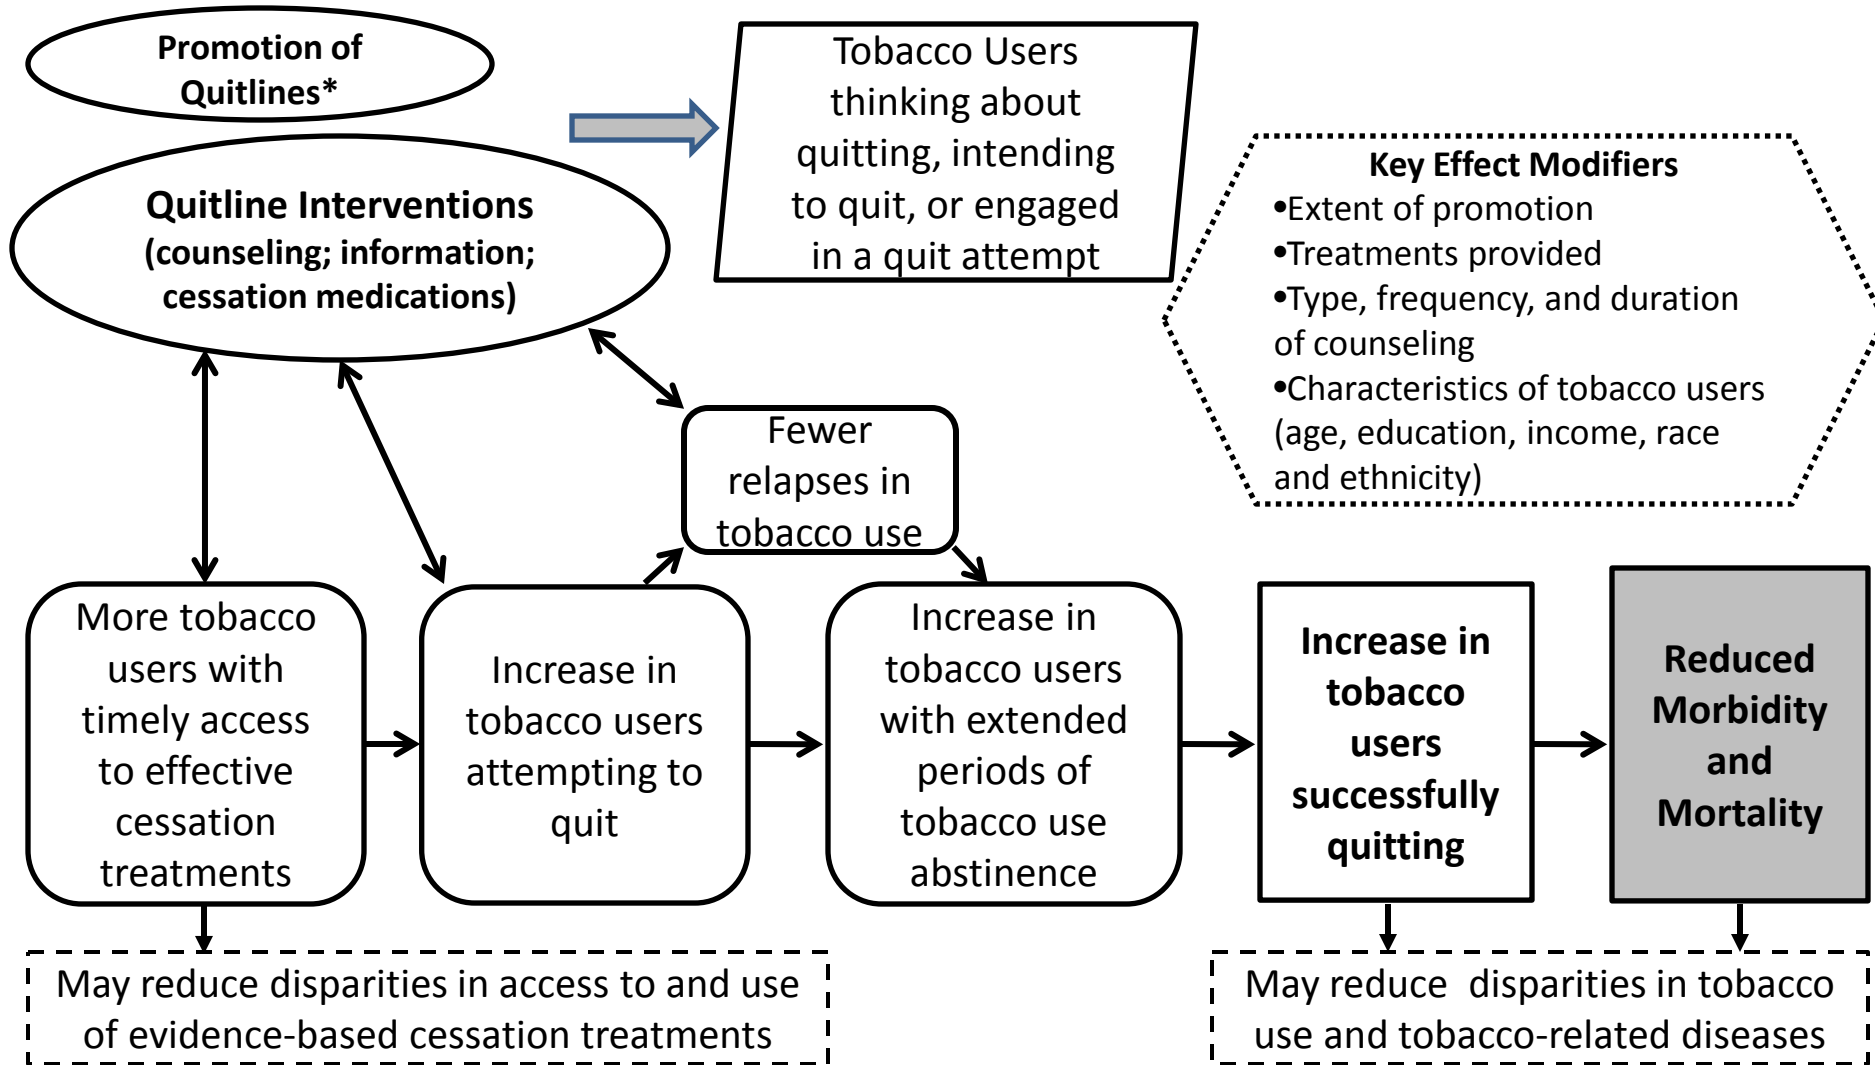 Promotion of
Quitlines*
Quitline Interventions
(counseling; information;
cessation medications)
Tobacco Users
thinking about
quitting, intending
to quit, or engaged
in a quit attempt
Key Effect Modifiers
•Extent of promotion
•Treatments provided
•Type, frequency, and duration
of counseling
•Characteristics of tobacco users
(age, education, income, race
and ethnicity)
Fewer
relapses in
tobacco use
More tobacco
users with
timely access
to effective
cessation
treatments
Increase in
tobacco users
attempting to
quit
Increase in
tobacco users
with extended
periods of
tobacco use
abstinence
Increase in
tobacco
users
successfully
quitting
Reduced
Morbidity
and
Mortality
May reduce disparities in access to and use
of evidence-based cessation treatments
May reduce  disparities in tobacco
use and tobacco-related diseases